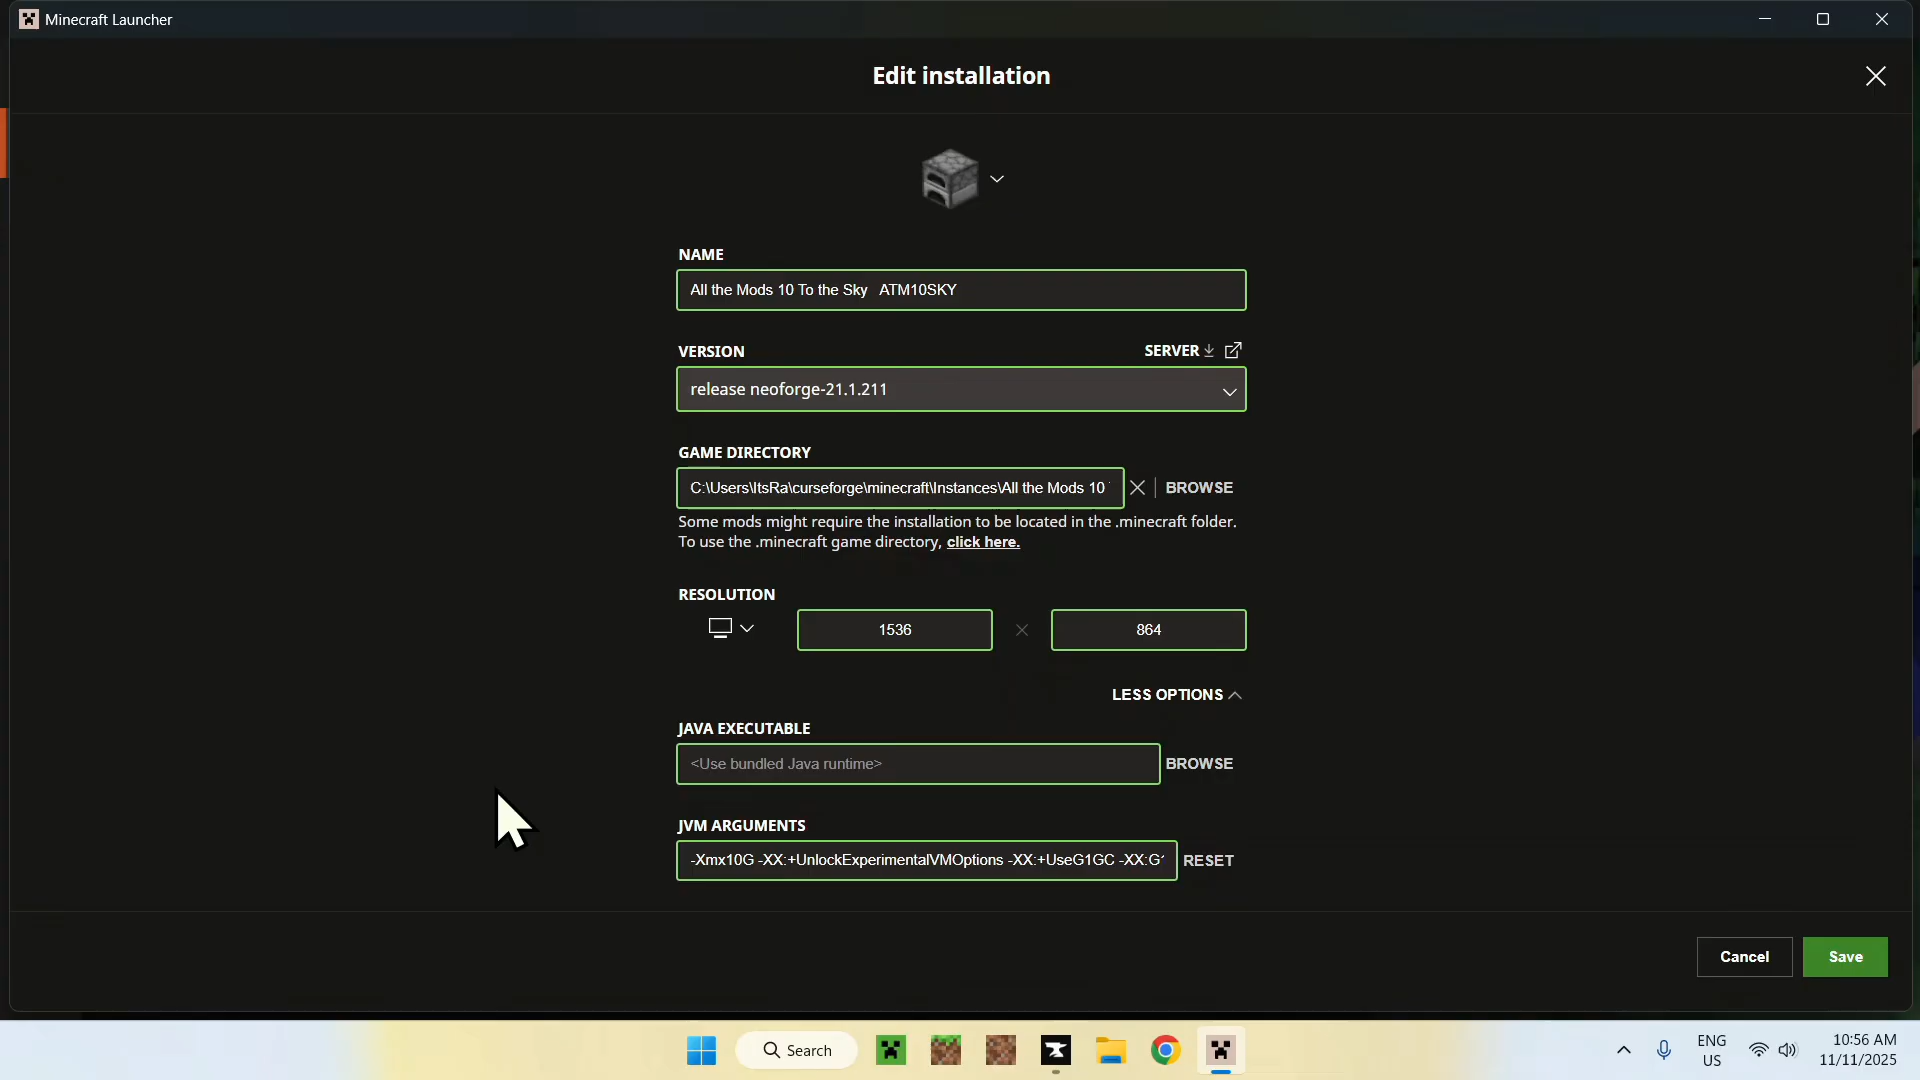 Minecraft Launcher
Edit installation
NAME
All the Mods 10 To the Sky   ATM10SKY
VERSION
SERVER
release neoforge-21.1.211
GAME DIRECTORY
C:\Users\ItsRa\curseforge\minecraft\Instances\All the Mods 10
BROWSE
Some mods might require the installation to be located in the .minecraft folder.
To use the .minecraft game directory, click here.
RESOLUTION
1536
864
LESS OPTIONS
JAVA EXECUTABLE
<Use bundled Java runtime>
BROWSE
JVM ARGUMENTS
-Xmx10G -XX:+UnlockExperimentalVMOptions -XX:+UseG1GC -XX:G
RESET
Cancel
Save
Search
ENG
US
10:56 AM
11/11/2025